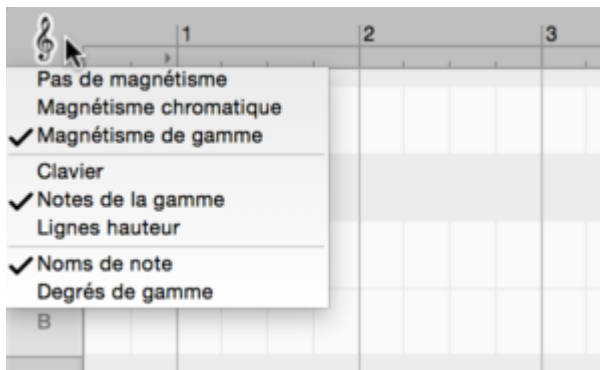 1 2 3
Pas de magnétisme
Magnétisme chromatique
Magnétisme de gamme
Clavier
Notes de la gamme
Lignes hauteur
Noms de note
Degrés de gamme
B